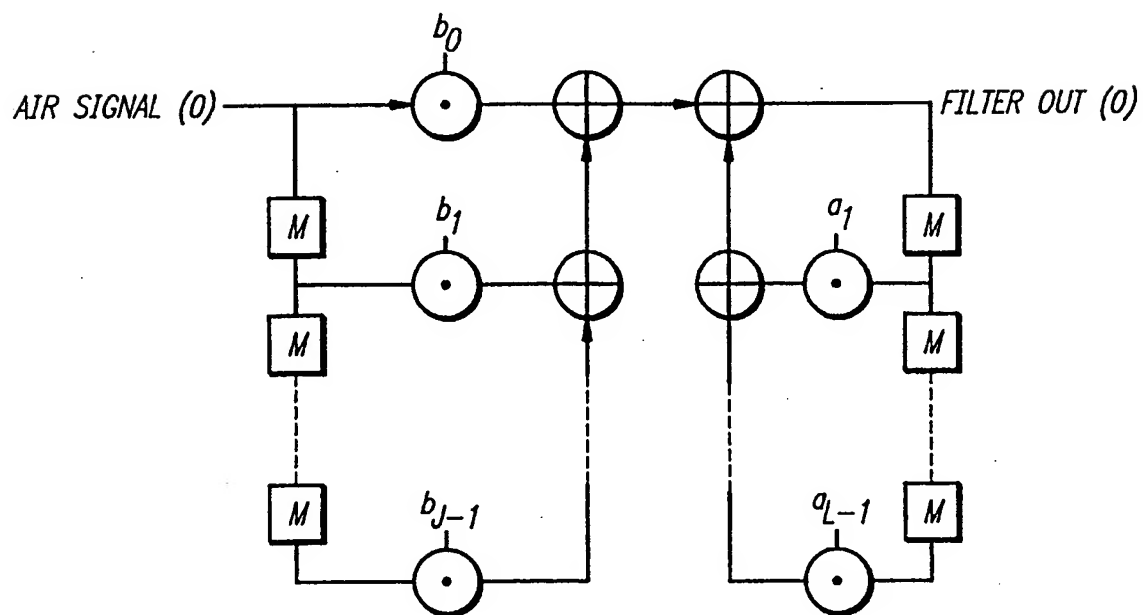 b0
AIR SIGNAL (0)
FILTER OUT (0)
M
b1
a1
M
M
M
M
bJ-1
aL-1
M